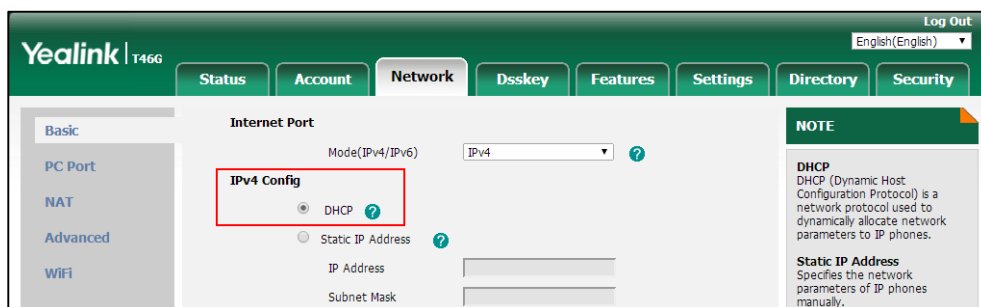 Log Out
Yealink | T46G
English(English)
Status Account Network Dsskey Features Settings Directory Security
Basic
PC Port
NAT
Advanced
WiFi
Internet Port
Mode(IPv4/IPv6) IPv4 ?
IPv4 Config
DHCP ?
Static IP Address ?
IP Address
Subnet Mask
NOTE
DHCP
DHCP (Dynamic Host
Configuration Protocol) is a
network protocol used to
dynamically allocate network
parameters to IP phones.
Static IP Address
Specifies the network
parameters of IP phones
manually.